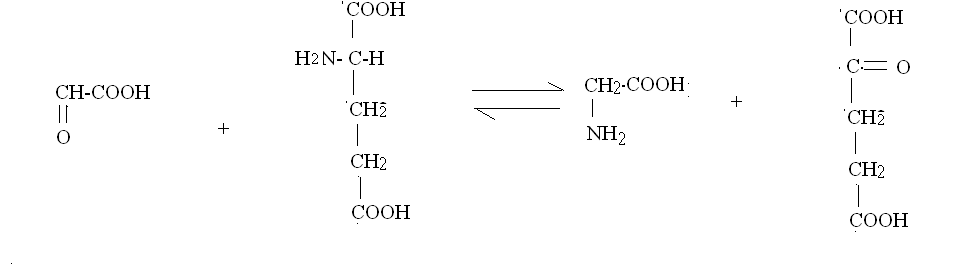 CH-COOH
||
O
+
COOH
H2N- C-H
CH2
CH2
COOH
CH2-COOH
NH2
+
COOH
C = O
CH2
CH2
COOH